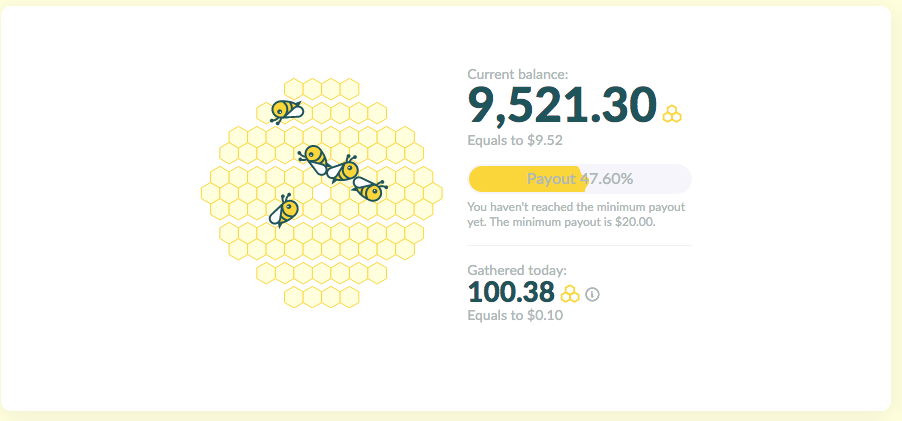 Current balance:
9,521.30
Equals to $9.52
Payout 47.60%
You haven't reached the minimum payout
yet. The minimum payout is $20.00.
Gathered today:
100.38
Equals to $0.10